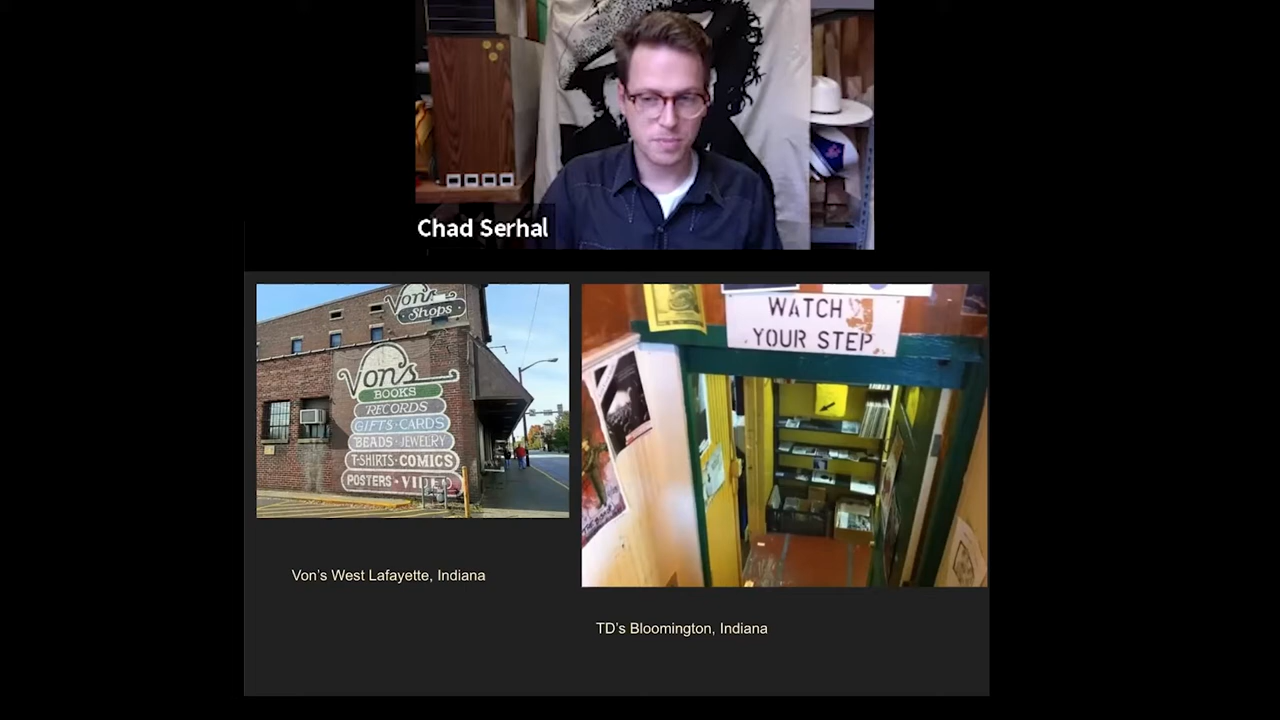 Chad Serhal
Von's
Shops
Von's
BOOKS
RECORDS
GIFTS·CARDS
BEADS·JEWELRY
T-SHIRTS·COMICS
POSTERS·VIDEO
WATCH
YOUR STEP
Von's West Lafayette, Indiana
TD's Bloomington, Indiana